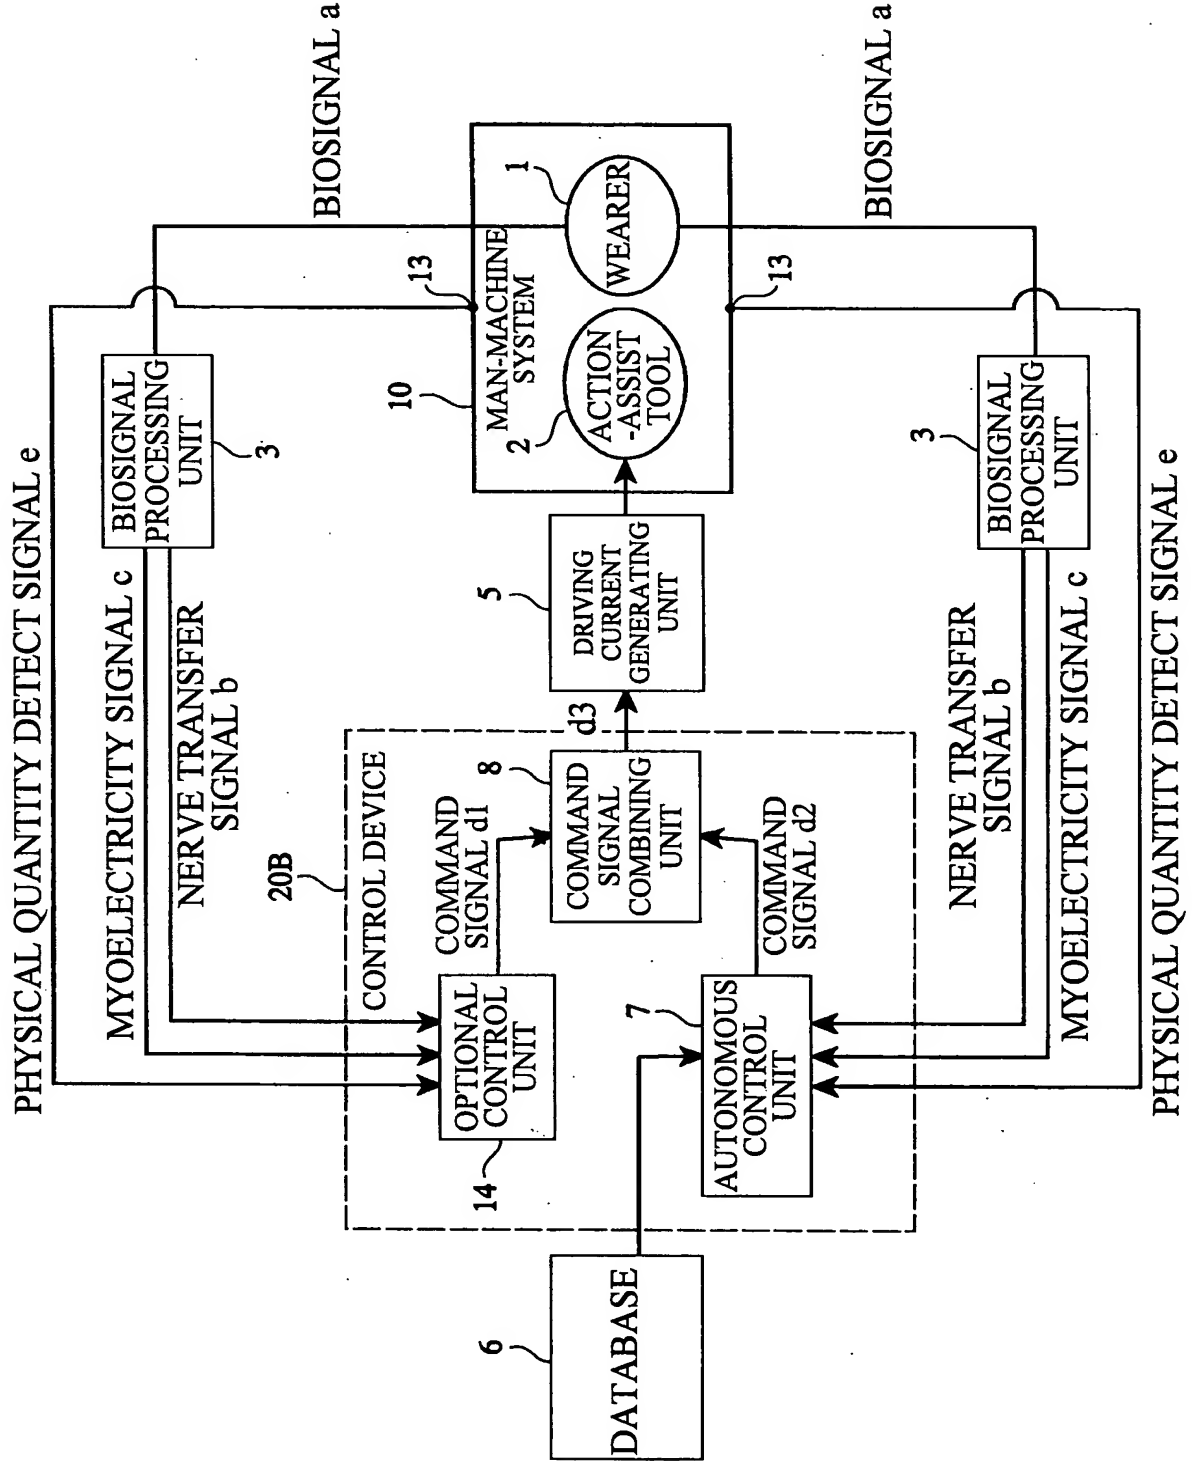 PHYSICAL QUANTITY DETECT SIGNAL e
MYOELECTRICITY SIGNAL c
NERVE TRANSFER
SIGNAL b
BIOSIGNAL
PROCESSING
UNIT
3
BIOSIGNAL a
20B
CONTROL DEVICE
14
OPTIONAL
CONTROL
UNIT
COMMAND
SIGNAL d1
10
13
MAN-MACHINE
SYSTEM
1
6
DATABASE
8
COMMAND
SIGNAL
COMBINING
UNIT
d3
5
DRIVING
CURRENT
GENERATING
UNIT
2
ACTION
-ASSIST
TOOL
WEARER
7
AUTONOMOUS
CONTROL
UNIT
COMMAND
SIGNAL d2
13
BIOSIGNAL a
3
BIOSIGNAL
PROCESSING
UNIT
NERVE TRANSFER
SIGNAL b
MYOELECTRICITY SIGNAL c
PHYSICAL QUANTITY DETECT SIGNAL e